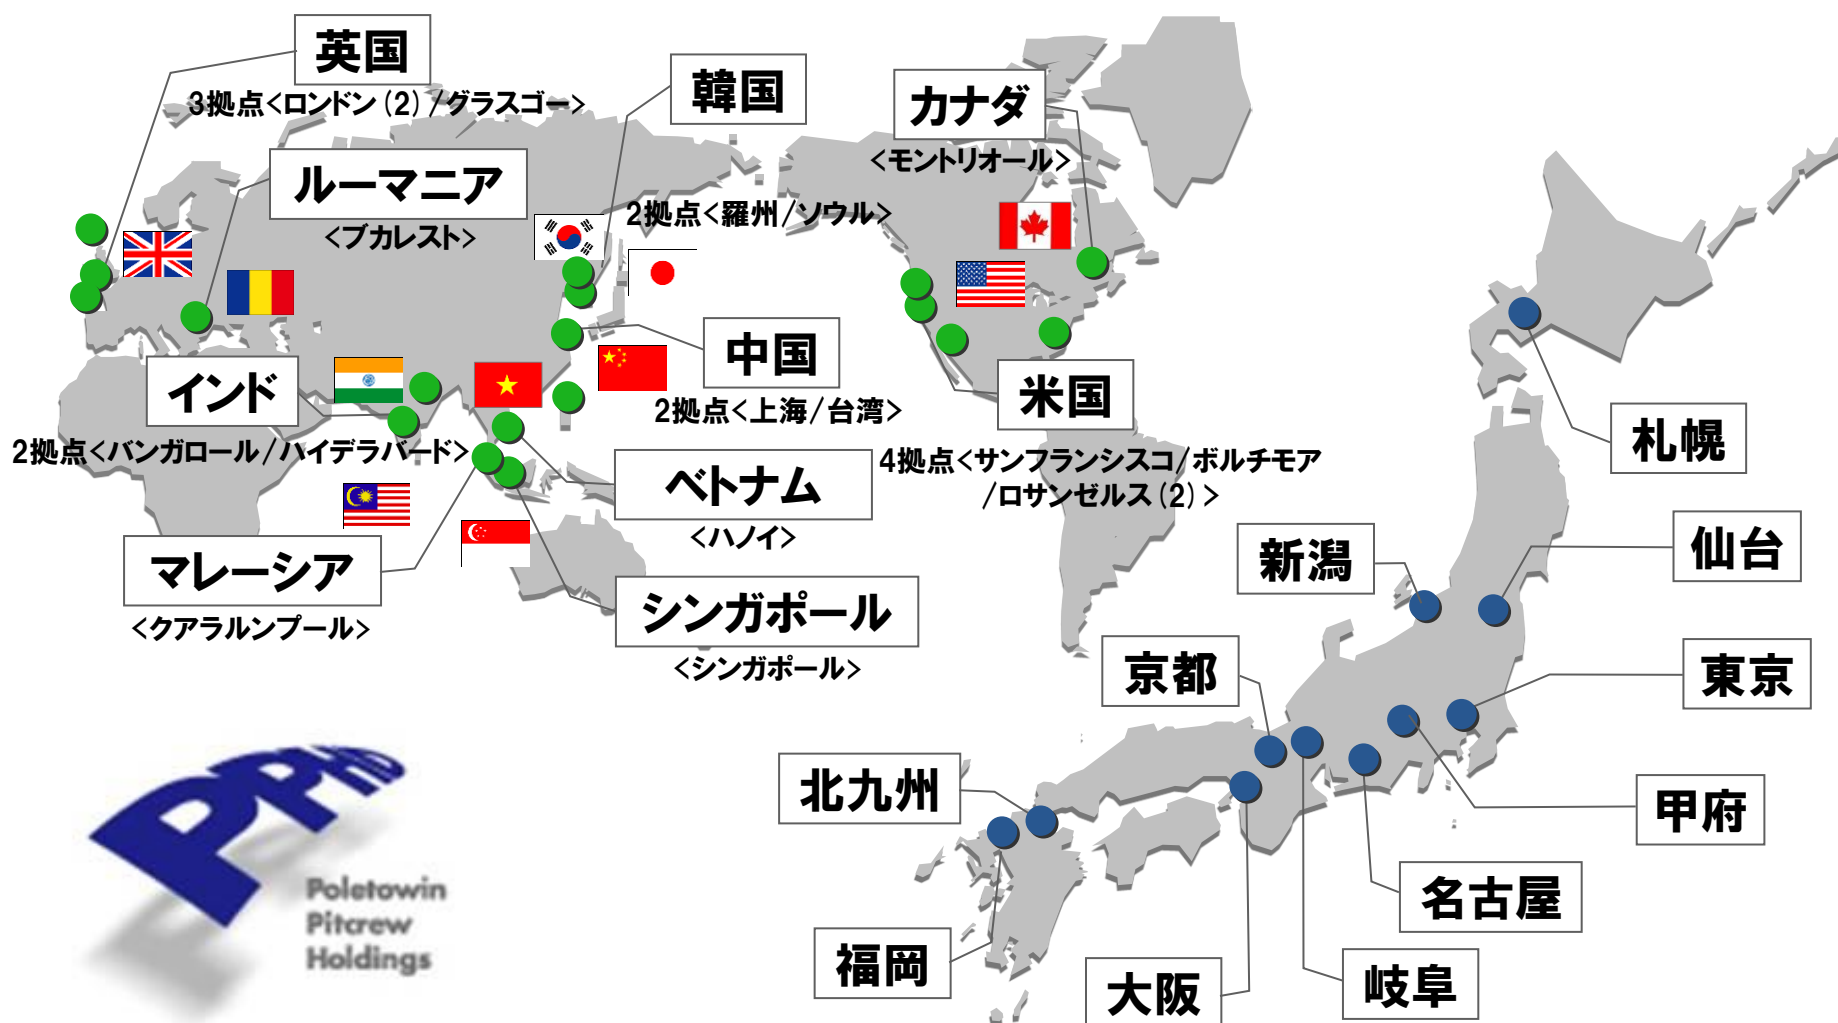 英国
3拠点<ロンドン(2)/グラスゴー>
韓国
2拠点<羅州/ソウル>
カナダ
<モントリオール>
ルーマニア
<ブカレスト>
中国
2拠点<上海/台湾>
インド
2拠点<バンガロール/ハイデラバード>
米国
4拠点<サンフランシスコ/ボルチモア
/ロサンゼルス(2)>
ベトナム
<ハノイ>
マレーシア
<クアラルンプール>
シンガポール
<シンガポール>
札幌
仙台
新潟
東京
京都
甲府
北九州
名古屋
福岡
大阪
岐阜
PPHD
Poletowin
Pitcrew
Holdings